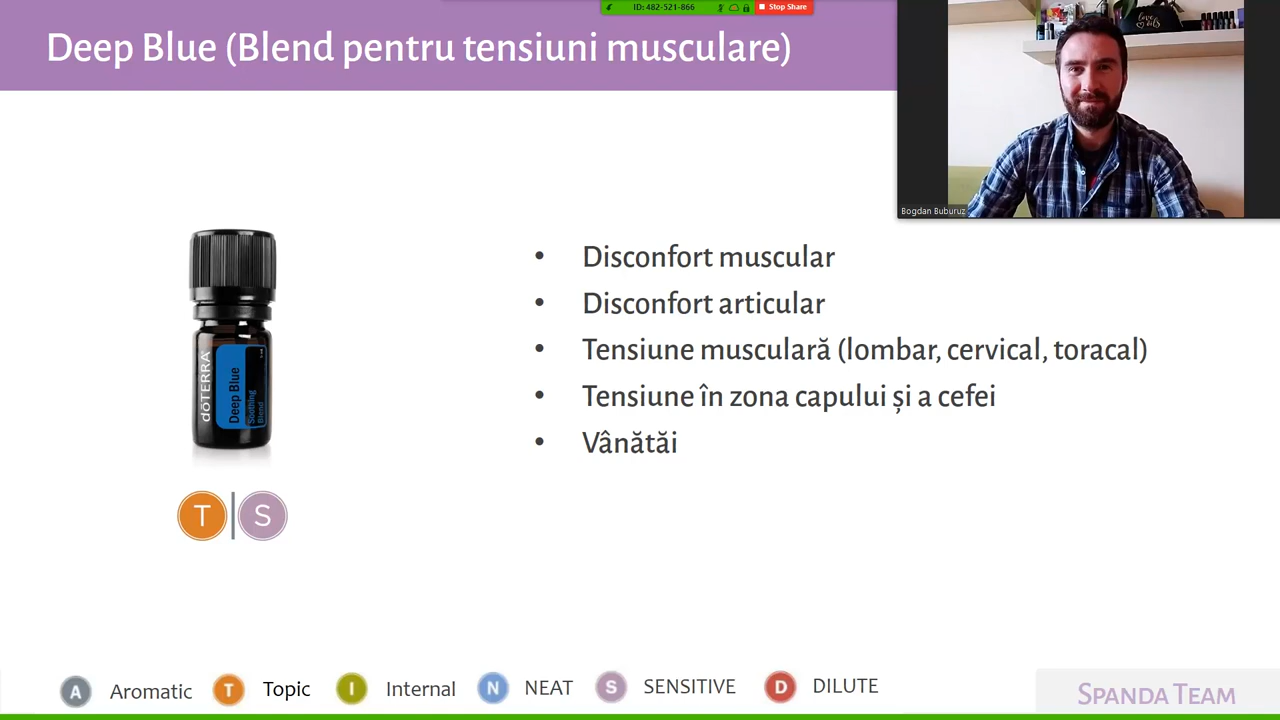 ID: 482-521-866
Stop Share
Deep Blue (Blend pentru tensiuni musculare)
love
Bogdan Buburuz
• Disconfort muscular
• Disconfort articular
• Tensiune musculară (lombar, cervical, toracal)
• Tensiune în zona capului și a cefei
• Vânătăi
dōTERRA
Deep Blue
Soothing
Blend
T | S
A Aromatic T Topic I Internal N NEAT S SENSITIVE D DILUTE
SPANDA TEAM